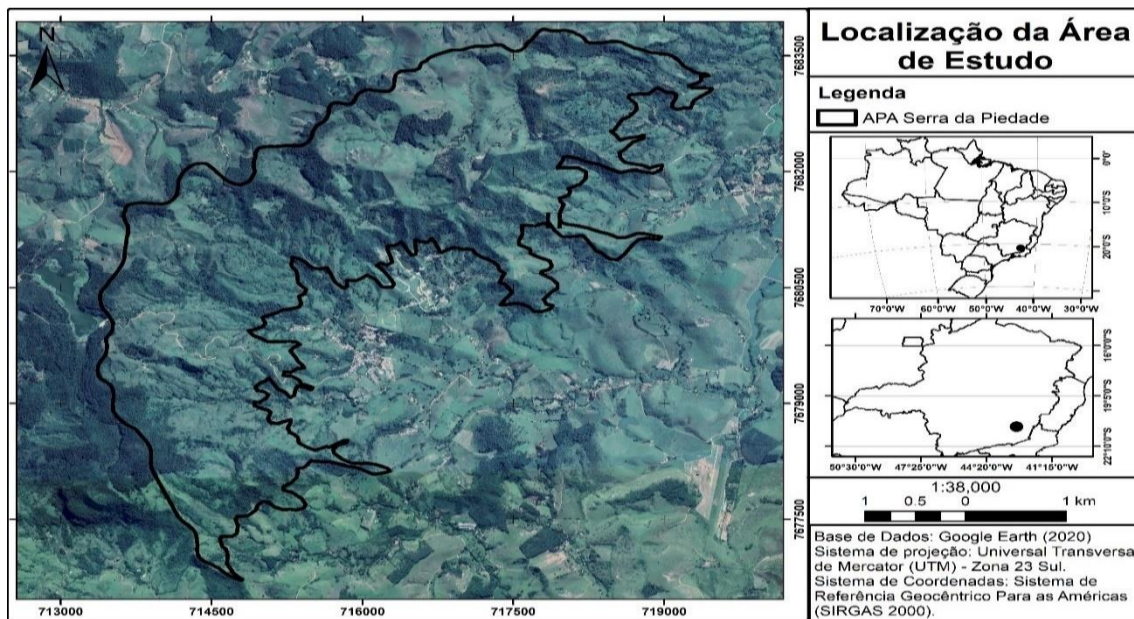 N
713000
714500
716000
717500
719000
7683500
7682000
7680500
7679000
7677500
Localização da Área
de Estudo
Legenda
APA Serra da Piedade
0°0'
10°0'S
20°0'S
70°0'W
60°0'W
50°0'W
40°0'W
30°0'W
16°0'0"S
19°5'0"S
22°10'0"S
50°30'0"W
47°25'0"W
44°20'0"W
41°15'0"W
1:38,000
1 0.5 0 1 km
Base de Dados: Google Earth (2020)
Sistema de projeção: Universal Transversa
de Mercator (UTM) - Zona 23 Sul.
Sistema de Coordenadas: Sistema de
Referência Geocêntrico Para as Américas
(SIRGAS 2000).